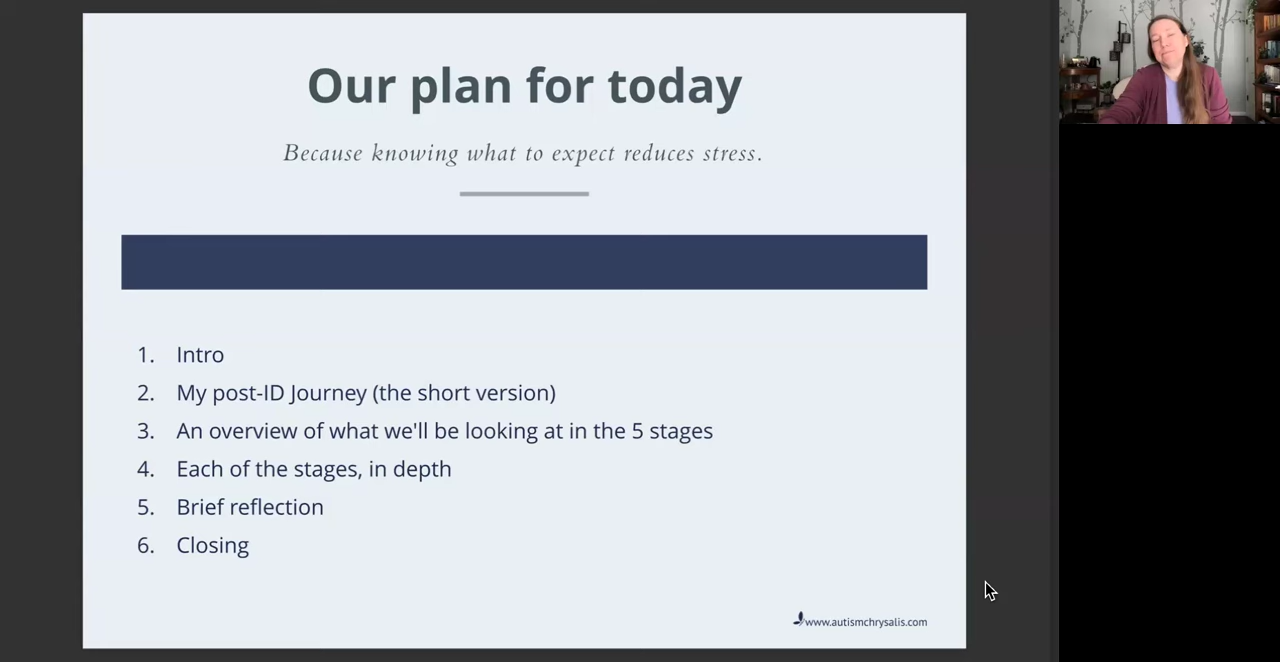 Our plan for today
Because knowing what to expect reduces stress.
1. Intro
2. My post-ID Journey (the short version)
3. An overview of what we'll be looking at in the 5 stages
4. Each of the stages, in depth
5. Brief reflection
6. Closing
www.autismchrysalis.com